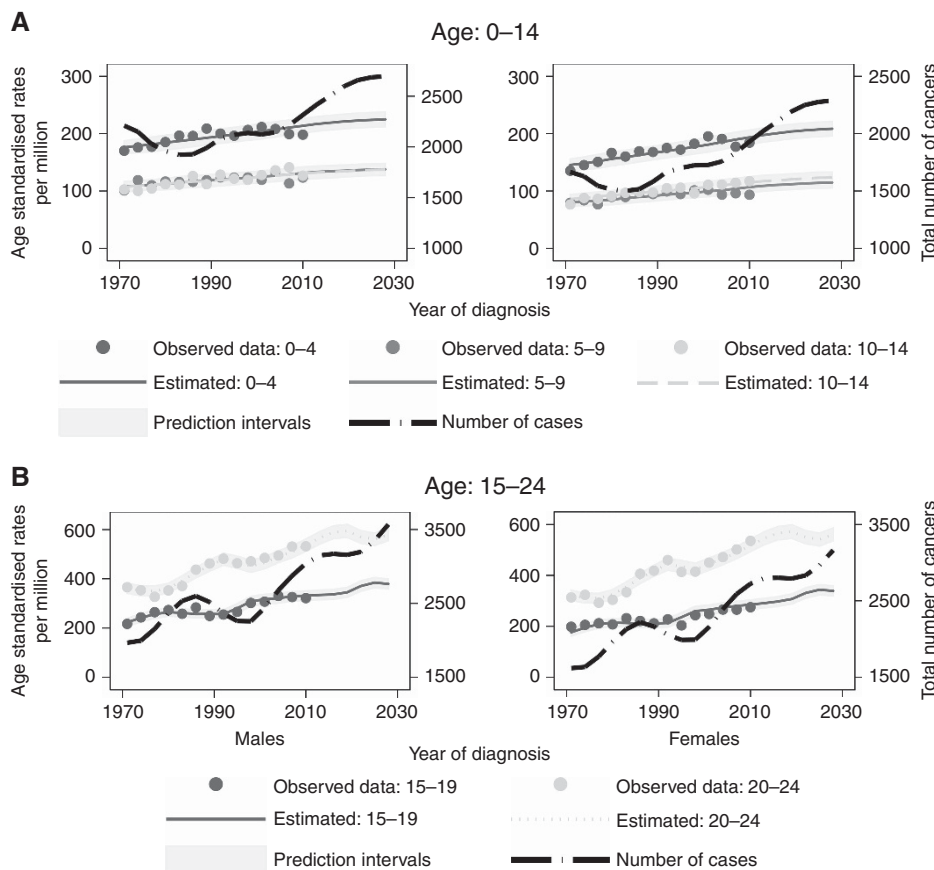 A
Age: 0–14
Age standardised rates
per million
300
200
100
0
2500
2000
1500
1000
1970
1990
2010
2030
300
200
100
0
2500
2000
1500
1000
Total number of cancers
1970
1990
2010
2030
Year of diagnosis
Observed data: 0–4
Observed data: 5–9
Observed data: 10–14
Estimated: 0–4
Estimated: 5–9
Estimated: 10–14
Prediction intervals
Number of cases
B
Age: 15–24
Age standardised rates
per million
600
400
200
0
3500
2500
1500
1970
1990
2010
2030
Males
600
400
200
0
3500
2500
1500
Total number of cancers
1970
1990
2010
2030
Females
Year of diagnosis
Observed data: 15–19
Observed data: 20–24
Estimated: 15–19
Estimated: 20–24
Prediction intervals
Number of cases